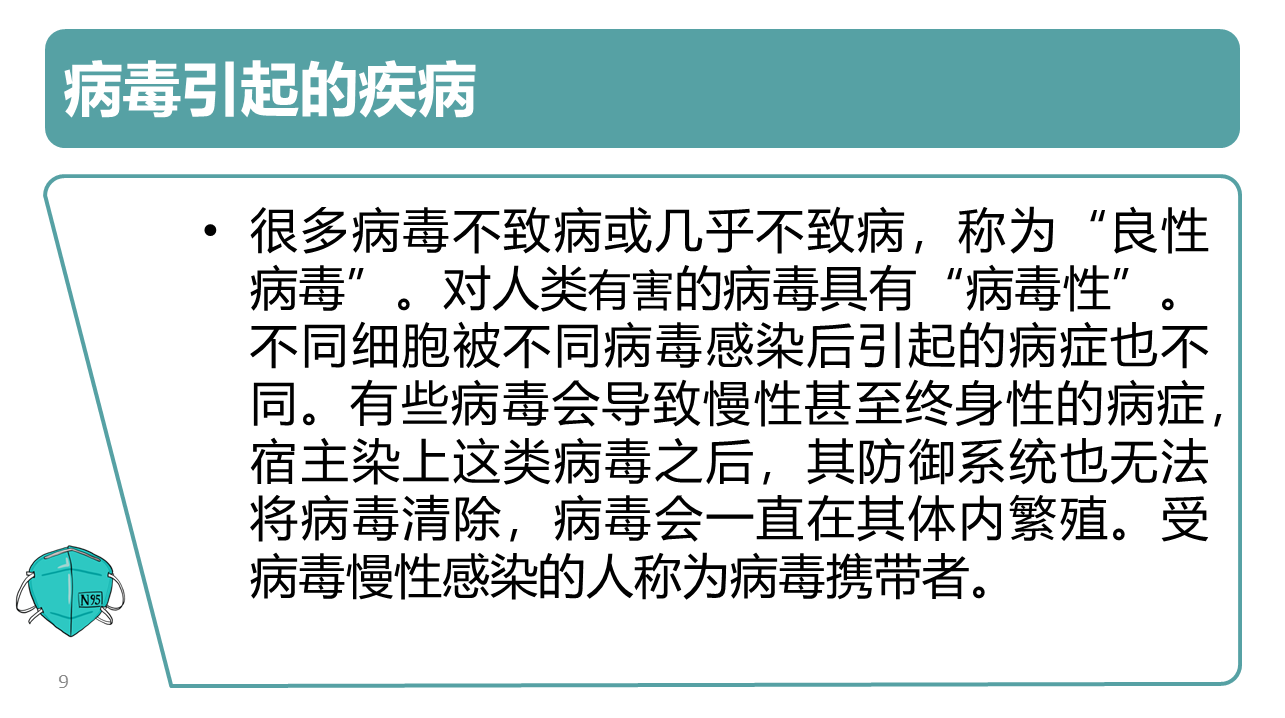 病毒引起的疾病
• 很多病毒不致病或几乎不致病，称为“良性
病毒”。对人类有害的病毒具有“病毒性”。
不同细胞被不同病毒感染后引起的病症也不
同。有些病毒会导致慢性甚至终身性的病症，
宿主染上这类病毒之后，其防御系统也无法
将病毒清除，病毒会一直在其体内繁殖。受
病毒慢性感染的人称为病毒携带者。
N95
9